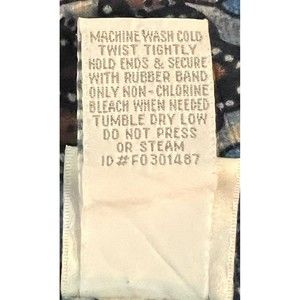 MACHINE WASH COLD
TWIST TIGHTLY
HOLD ENDS & SECURE
WITH RUBBER BAND
ONLY NON-CHLORINE
BLEACH WHEN NEEDED
TUMBLE DRY LOW
DO NOT PRESS
OR STEAM
ID#F0301487